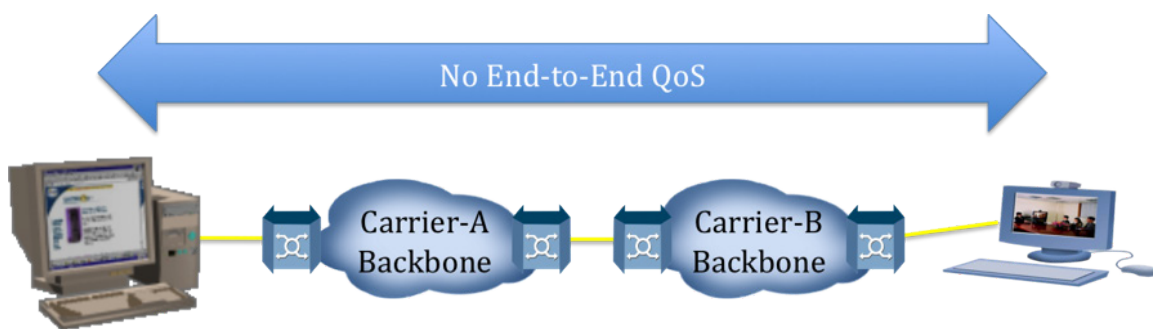 No End-to-End QoS
Carrier-A
Backbone
Carrier-B
Backbone